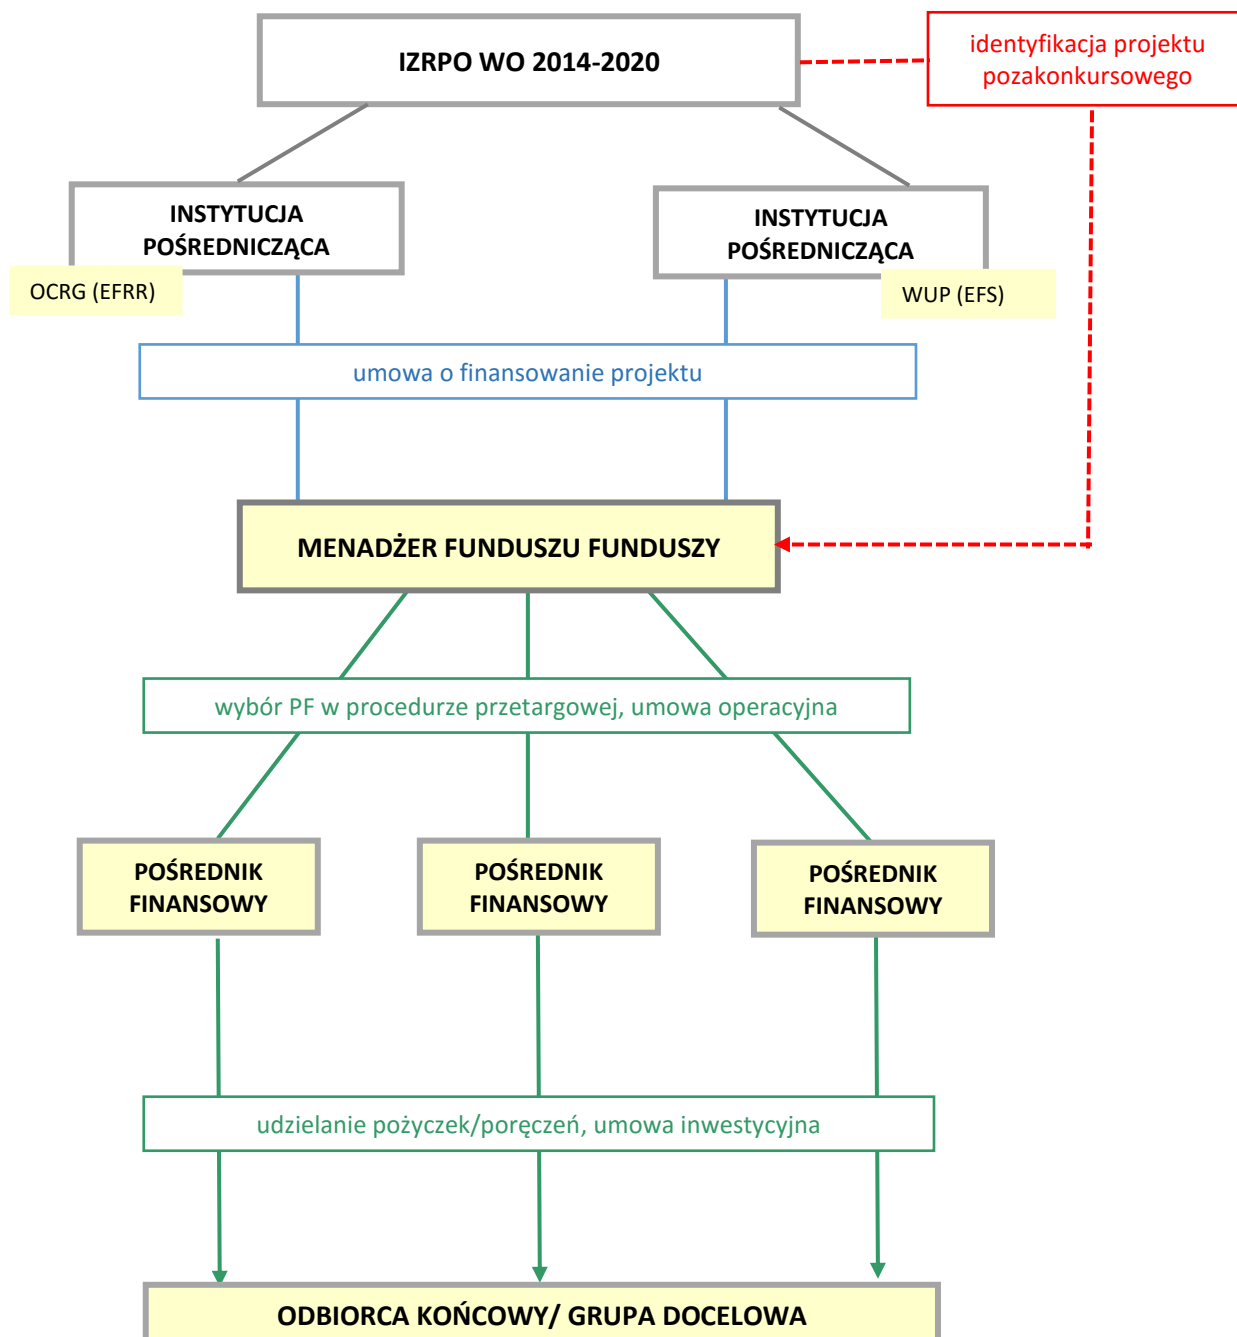 IZRPO WO 2014-2020
identyfikacja projektu
pozakonkursowego
INSTYTUCJA
POŚREDNICZĄCA
OCRG (EFRR)
INSTYTUCJA
POŚREDNICZĄCA
WUP (EFS)
umowa o finansowanie projektu
MENADŻER FUNDUSZU FUNDUSZY
wybór PF w procedurze przetargowej, umowa operacyjna
POŚREDNIK
FINANSOWY
POŚREDNIK
FINANSOWY
POŚREDNIK
FINANSOWY
udzielanie pożyczek/poręczeń, umowa inwestycyjna
ODBIORCA KOŃCOWY/ GRUPA DOCELOWA